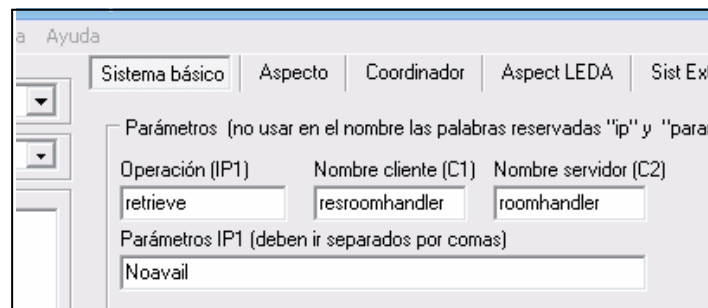 a Ayuda
Sistema básico Aspecto Coordinador Aspect LEDA Sist Ex
Parámetros (no usar en el nombre las palabras reservadas "ip" y "para
Operación (IP1) Nombre cliente (C1) Nombre servidor (C2)
retrieve resroomhandler roomhandler
Parámetros IP1 (deben ir separados por comas)
Noavail